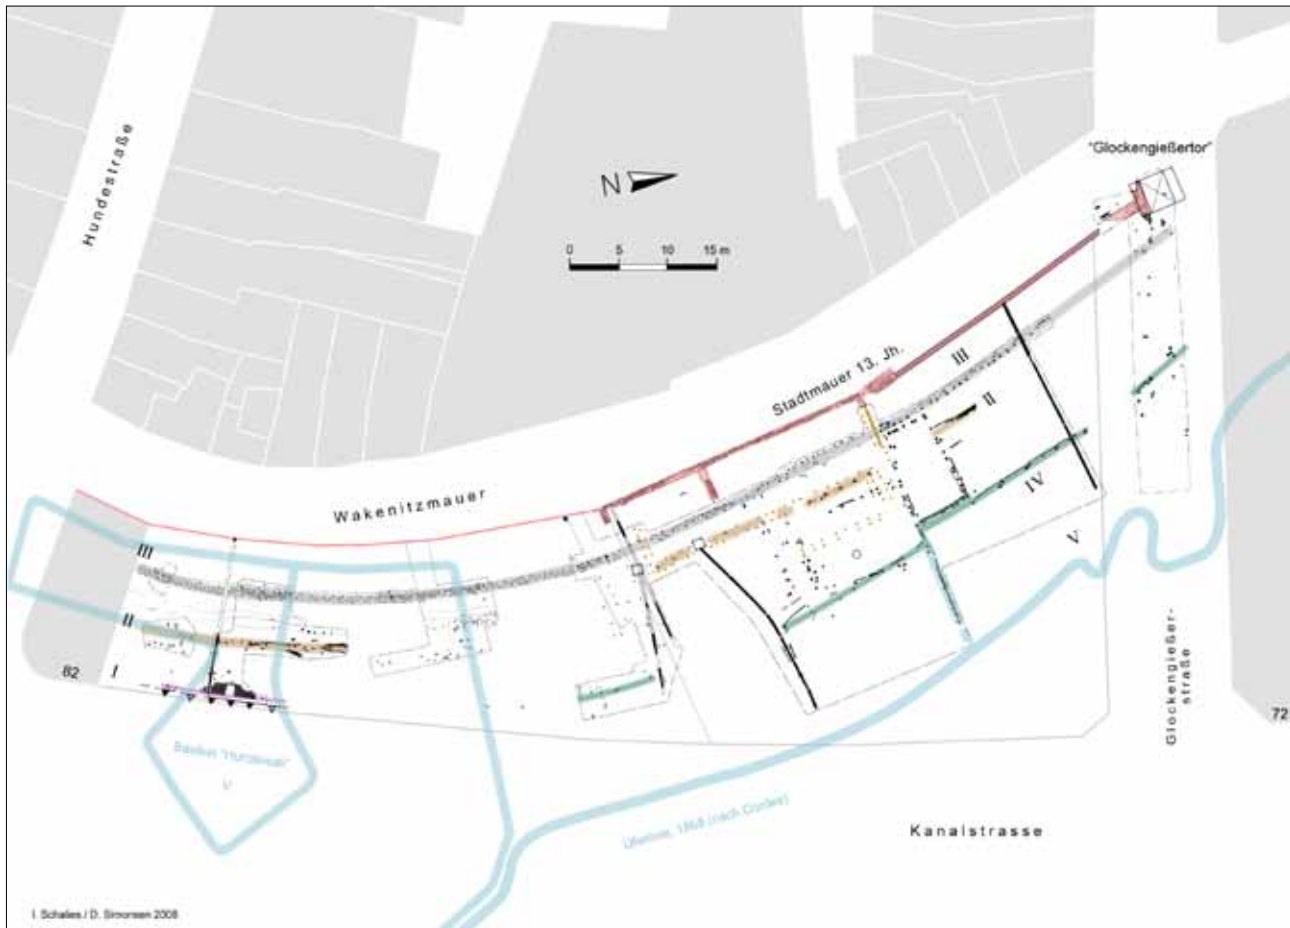 Hundestraße
"Glockengießertor"
N
0 5 10 15 m
Stadtmauer 13. Jh.
III
II
Wakenitzmauer
IV
V
III
II
I
82
Glockengießer-
straße
72
Bastion
V
Uferlinie, 1868 (nach Cordes)
Kanalstrasse
I. Schalies / D. Simonsen 2008